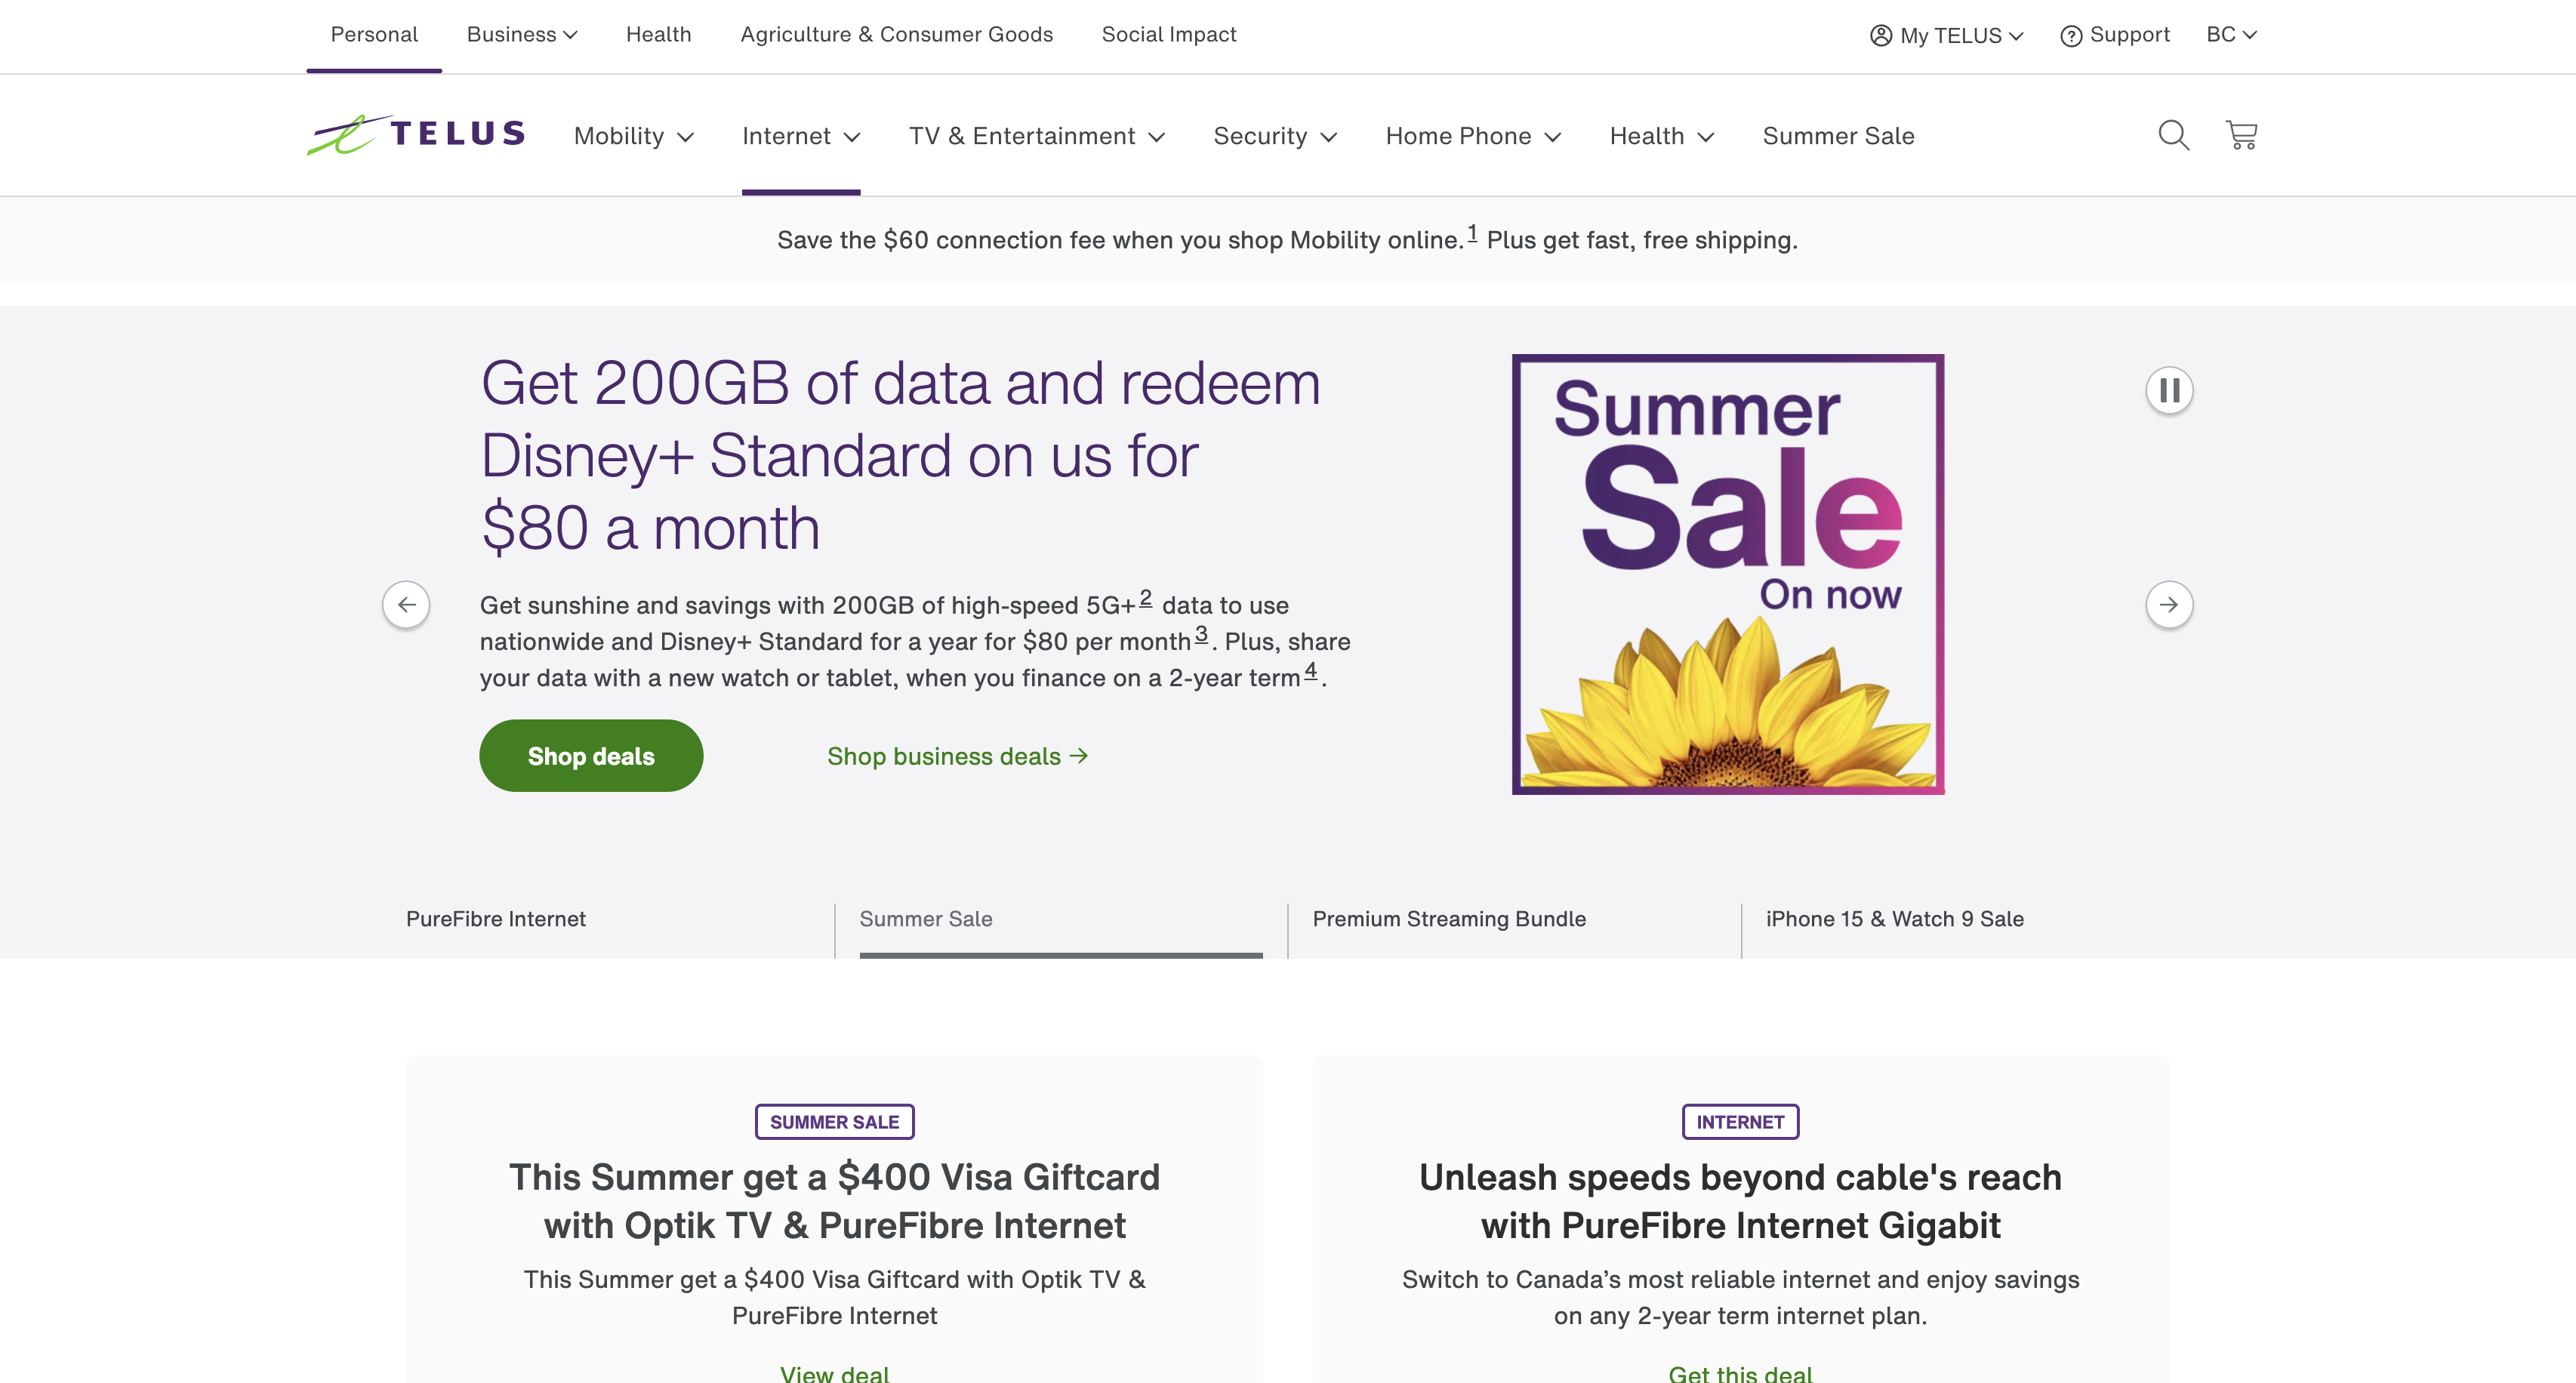 Personal
Business
Health
Agriculture & Consumer Goods
Social Impact
My TELUS
Support
BC
TELUS
Mobility
Internet
TV & Entertainment
Security
Home Phone
Health
Summer Sale
Save the $60 connection fee when you shop Mobility online.1 Plus get fast, free shipping.
Get 200GB of data and redeem
Disney+ Standard on us for
$80 a month
Get sunshine and savings with 200GB of high-speed 5G+2 data to use
nationwide and Disney+ Standard for a year for $80 per month3. Plus, share
your data with a new watch or tablet, when you finance on a 2-year term4.
Shop deals
Shop business deals
Summer
Sale
On now
PureFibre Internet
Summer Sale
Premium Streaming Bundle
iPhone 15 & Watch 9 Sale
SUMMER SALE
This Summer get a $400 Visa Giftcard
with Optik TV & PureFibre Internet
This Summer get a $400 Visa Giftcard with Optik TV &
PureFibre Internet
View deal
INTERNET
Unleash speeds beyond cable's reach
with PureFibre Internet Gigabit
Switch to Canada’s most reliable internet and enjoy savings
on any 2-year term internet plan.
Get this deal